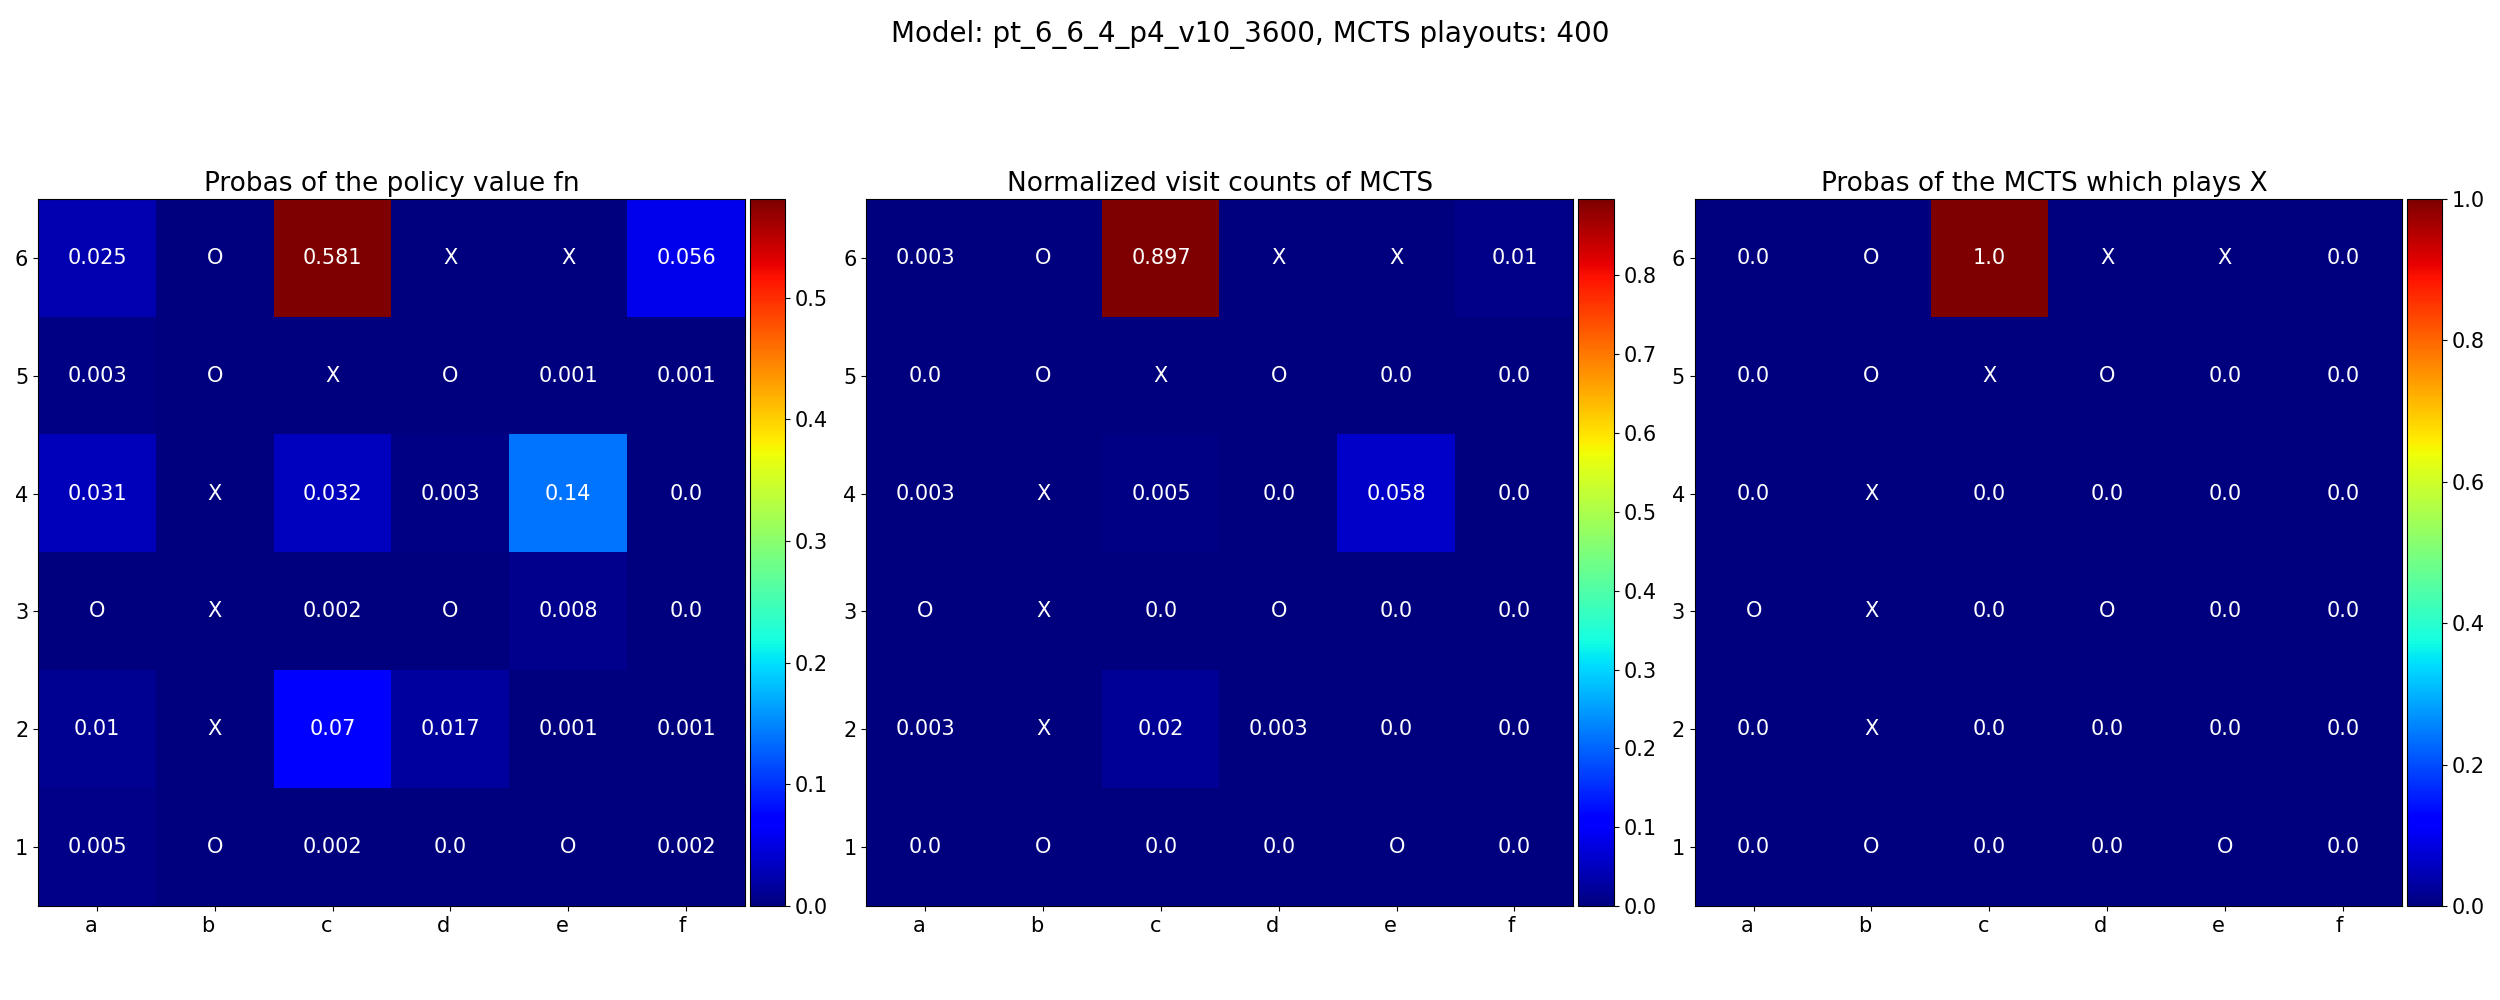 Model: pt_6_6_4_p4_v10_3600, MCTS playouts: 400
Probas of the policy value fn
6 0.025 O 0.581 X X 0.056
5 0.003 O X O 0.001 0.001
4 0.031 X 0.032 0.003 0.14 0.0
3 O X 0.002 O 0.008 0.0
2 0.01 X 0.07 0.017 0.001 0.001
1 0.005 O 0.002 0.0 O 0.002
a b c d e f
0.5
0.4
0.3
0.2
0.1
0.0
Normalized visit counts of MCTS
6 0.003 O 0.897 X X 0.01
5 0.0 O X O 0.0 0.0
4 0.003 X 0.005 0.0 0.058 0.0
3 O X 0.0 O 0.0 0.0
2 0.003 X 0.02 0.003 0.0 0.0
1 0.0 O 0.0 0.0 O 0.0
a b c d e f
0.8
0.7
0.6
0.5
0.4
0.3
0.2
0.1
0.0
Probas of the MCTS which plays X
6 0.0 O 1.0 X X 0.0
5 0.0 O X O 0.0 0.0
4 0.0 X 0.0 0.0 0.0 0.0
3 O X 0.0 O 0.0 0.0
2 0.0 X 0.0 0.0 0.0 0.0
1 0.0 O 0.0 0.0 O 0.0
a b c d e f
1.0
0.8
0.6
0.4
0.2
0.0